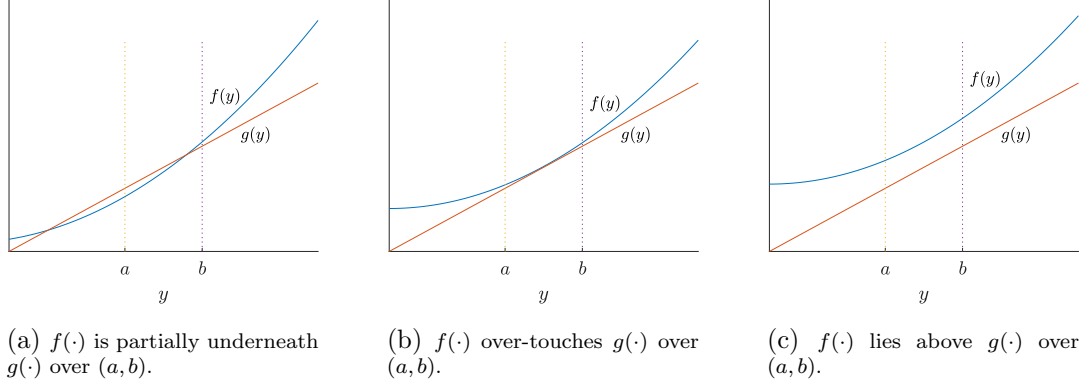 f(y)
g(y)
a
b
y
(a) f(·) is partially underneath
g(·) over (a, b).
f(y)
g(y)
a
b
y
(b) f(·) over-touches g(·) over
(a, b).
f(y)
g(y)
a
b
y
(c) f(·) lies above g(·) over
(a, b).